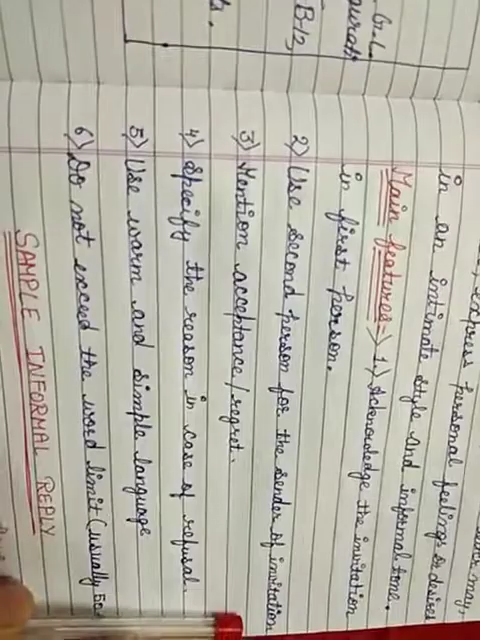 G.L.
B-12,
express personal feelings or desires
in an intimate style and informal tone.
Main features:→ 1.) Acknowledge the invitation
in first person.
2) Use second person for the sender of invitation
3) Mention acceptance/regret.
4) Specify the reason in case of refusal.
5) Use warm and simple language
6) Do not exceed the word limit (usually 50
SAMPLE INFORMAL REPLY